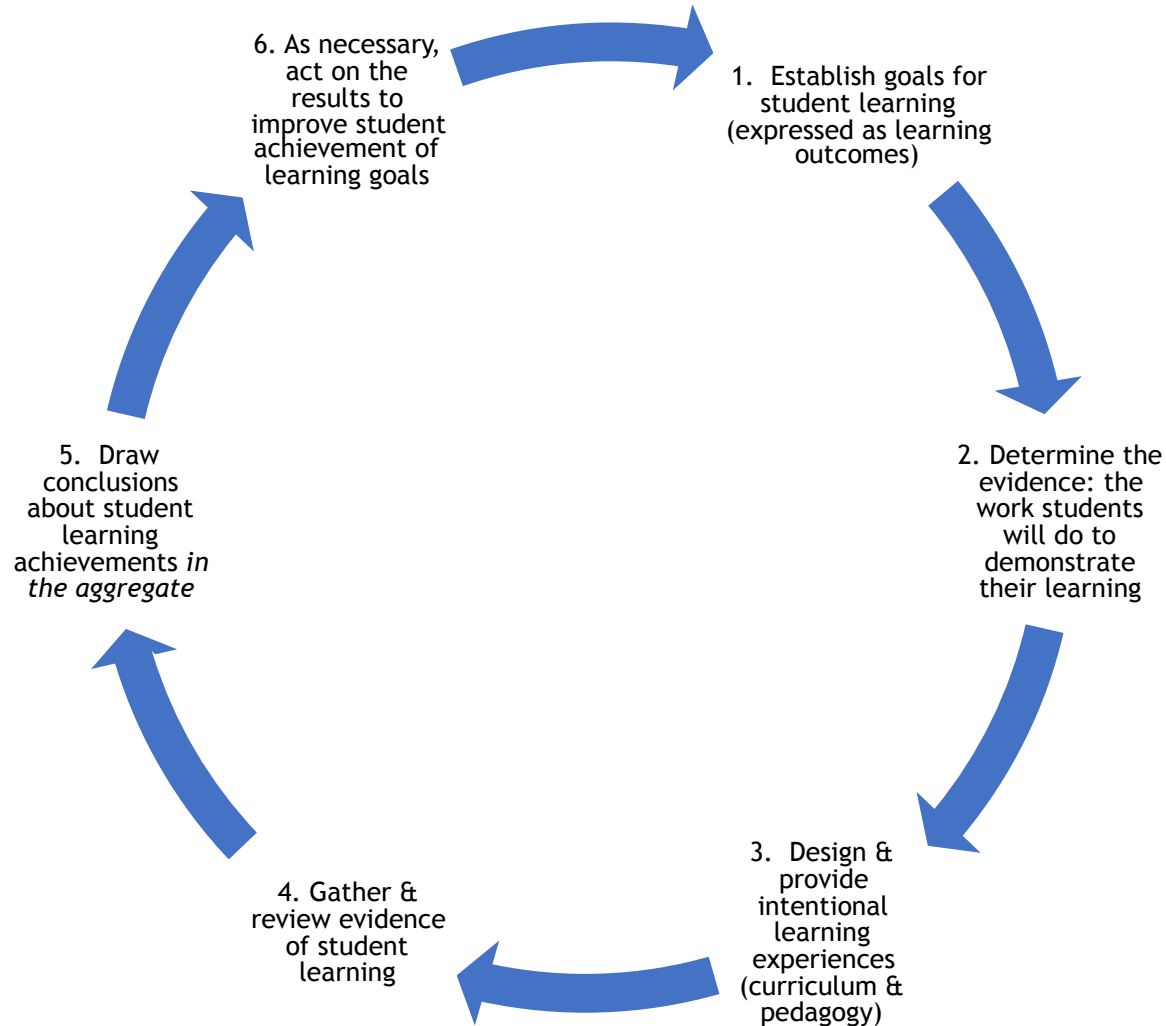 1. Establish goals for
student learning
(expressed as learning
outcomes)
2. Determine the
evidence: the
work students
will do to
demonstrate
their learning
3. Design &
provide
intentional
learning
experiences
(curriculum &
pedagogy)
4. Gather &
review evidence
of student
learning
5. Draw
conclusions
about student
learning
achievements in
the aggregate
6. As necessary,
act on the
results to
improve student
achievement of
learning goals